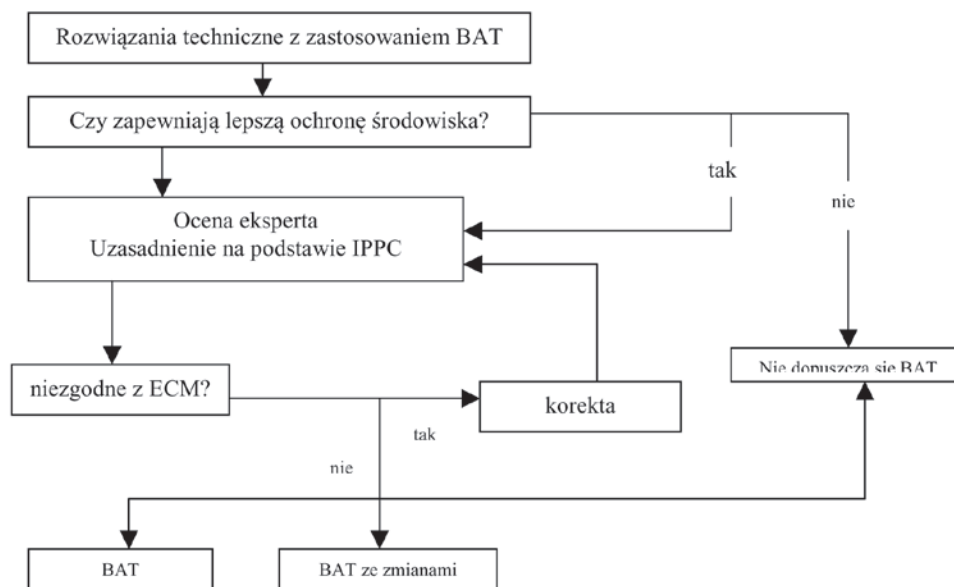 Rozwiązania techniczne z zastosowaniem BAT
Czy zapewniają lepszą ochronę środowiska?
tak
nie
Ocena eksperta
Uzasadnienie na podstawie IPPC
Nie dopuszcza się BAT
niezgodne z ECM?
korekta
tak
nie
BAT
BAT ze zmianami